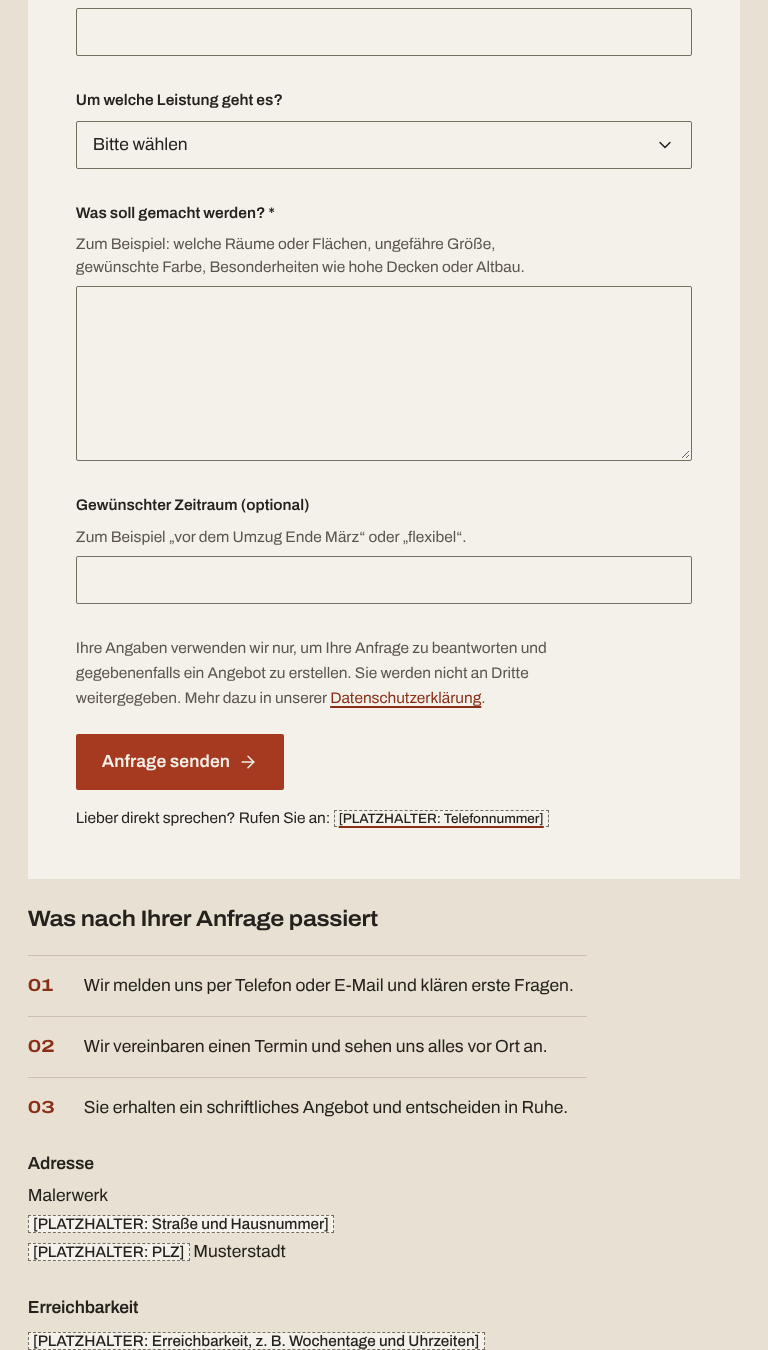 Um welche Leistung geht es?
Bitte wählen
Was soll gemacht werden? *
Zum Beispiel: welche Räume oder Flächen, ungefähre Größe,
gewünschte Farbe, Besonderheiten wie hohe Decken oder Altbau.
Gewünschter Zeitraum (optional)
Zum Beispiel „vor dem Umzug Ende März“ oder „flexibel“.
Ihre Angaben verwenden wir nur, um Ihre Anfrage zu beantworten und
gegebenenfalls ein Angebot zu erstellen. Sie werden nicht an Dritte
weitergegeben. Mehr dazu in unserer Datenschutzerklärung.
Anfrage senden
Lieber direkt sprechen? Rufen Sie an: [PLATZHALTER: Telefonnummer]
Was nach Ihrer Anfrage passiert
01 Wir melden uns per Telefon oder E-Mail und klären erste Fragen.
02 Wir vereinbaren einen Termin und sehen uns alles vor Ort an.
03 Sie erhalten ein schriftliches Angebot und entscheiden in Ruhe.
Adresse
Malerwerk
[PLATZHALTER: Straße und Hausnummer]
[PLATZHALTER: PLZ] Musterstadt
Erreichbarkeit
[PLATZHALTER: Erreichbarkeit, z. B. Wochentage und Uhrzeiten]